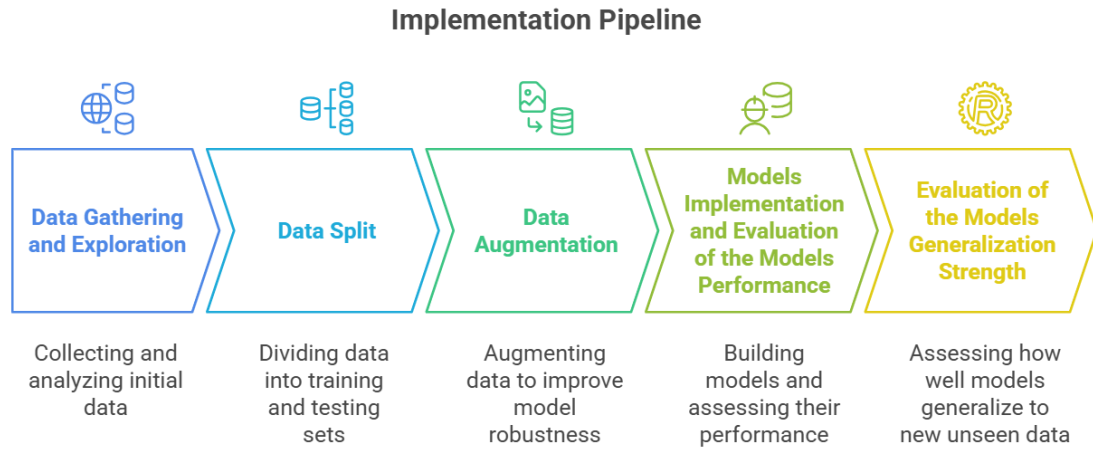 Implementation Pipeline
Data Gathering
and Exploration
Data Split
Data
Augmentation
Models
Implementation
and Evaluation
of the Models
Performance
R
Evaluation of
the Models
Generalization
Strength
Collecting and
analyzing initial
data
Dividing data
into training
and testing
sets
Augmenting
data to improve
model
robustness
Building
models and
assessing their
performance
Assessing how
well models
generalize to
new unseen data